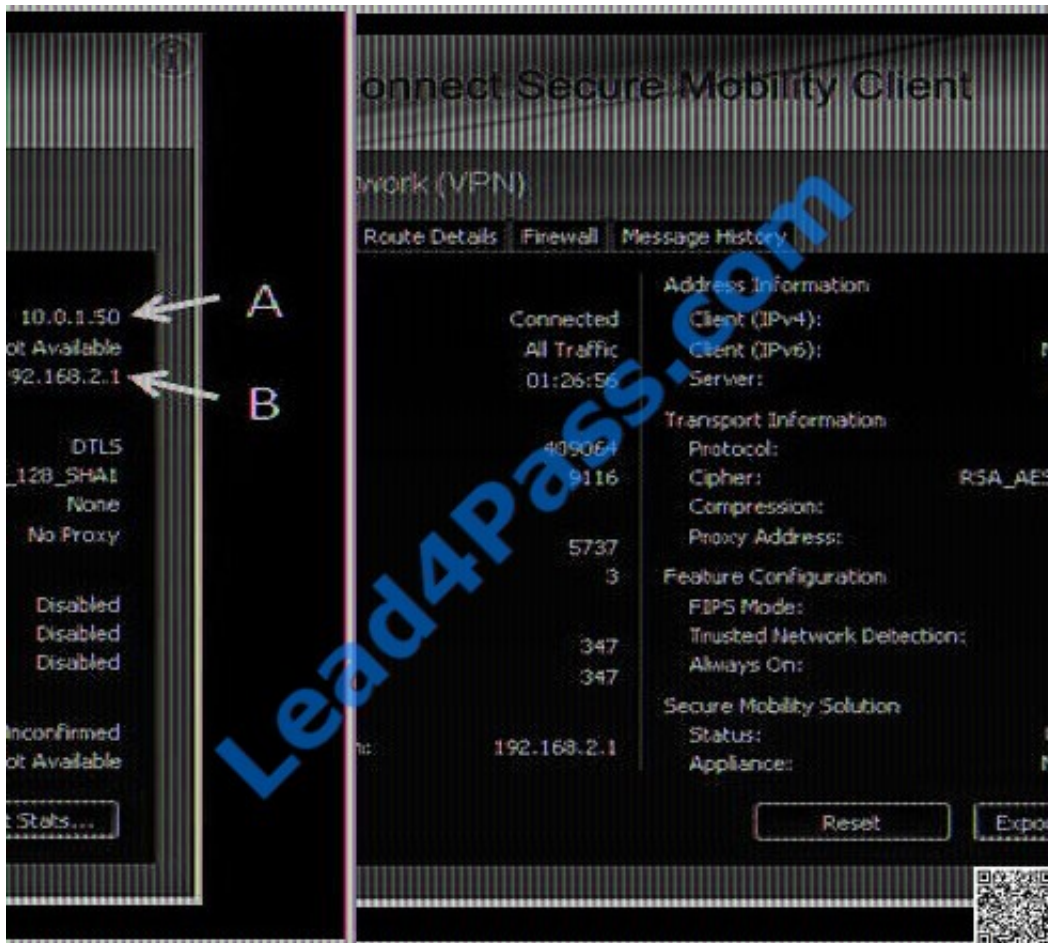 onnect Secure Mobility Client
work (VPN)
Route Details Firewall Message History
10.0.1.50
A
ot Available
92.168.2.1
B
DTLS
_128_SHA1
None
No Proxy
Disabled
Disabled
Disabled
nconfirmed
ot Available
t Stats...
Connected
All Traffic
01:26:56
409064
9116
5737
3
347
347
192.168.2.1
Address Information
Client (IPv4):
Client (IPv6):
Server:
Transport Information
Protocol:
Cipher: RSA_AES
Compression:
Proxy Address:
Feature Configuration
FIPS Mode:
Trusted Network Detection:
Always On:
Secure Mobility Solution
Status:
Appliance:
Reset
Expo
Lead4Pass.com